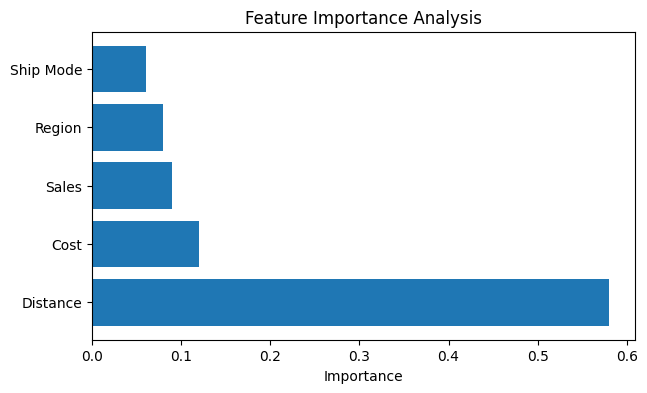 Feature Importance Analysis
Ship Mode
Region
Sales
Cost
Distance
0.0 0.1 0.2 0.3 0.4 0.5 0.6
Importance